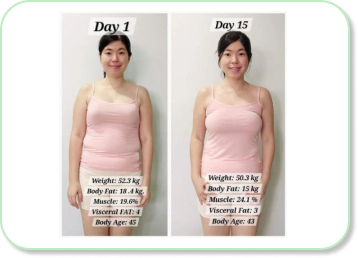 Day 1
Weight: 52.3 kg
Body Fat: 18.4 kg
Muscle: 19.6%
Visceral FAT: 4
Body Age: 45
Day 15
Weight: 50.3 kg
Body Fat: 15 kg
Muscle: 24.1 %
Visceral Fat: 3
Body Age: 43